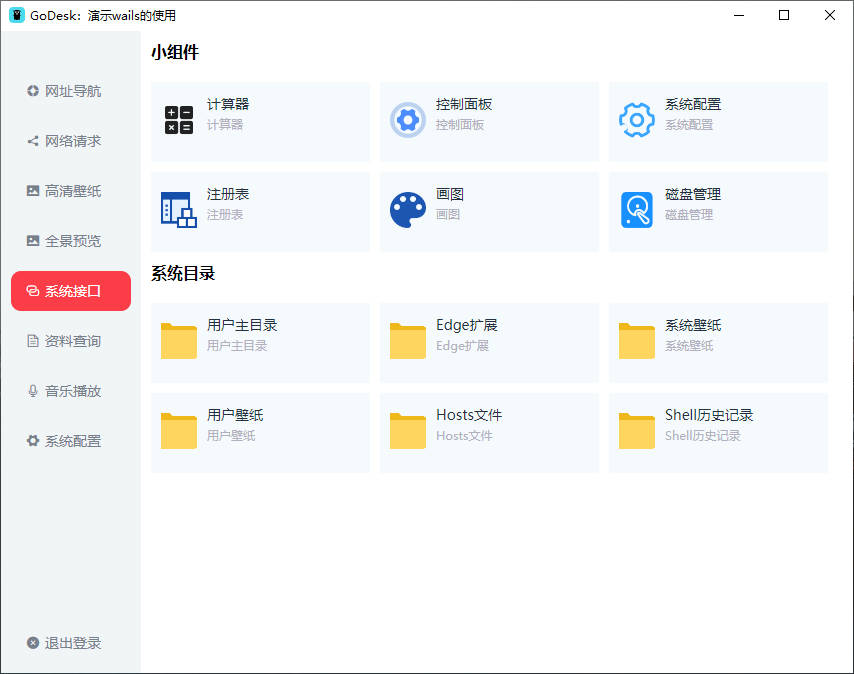 GoDesk：演示wails的使用
网址导航
网络请求
高清壁纸
全景预览
系统接口
资料查询
音乐播放
系统配置
退出登录
小组件
计算器
计算器
控制面板
控制面板
系统配置
系统配置
注册表
注册表
画图
画图
磁盘管理
磁盘管理
系统目录
用户主目录
用户主目录
Edge扩展
Edge扩展
系统壁纸
系统壁纸
用户壁纸
用户壁纸
Hosts文件
Hosts文件
Shell历史记录
Shell历史记录